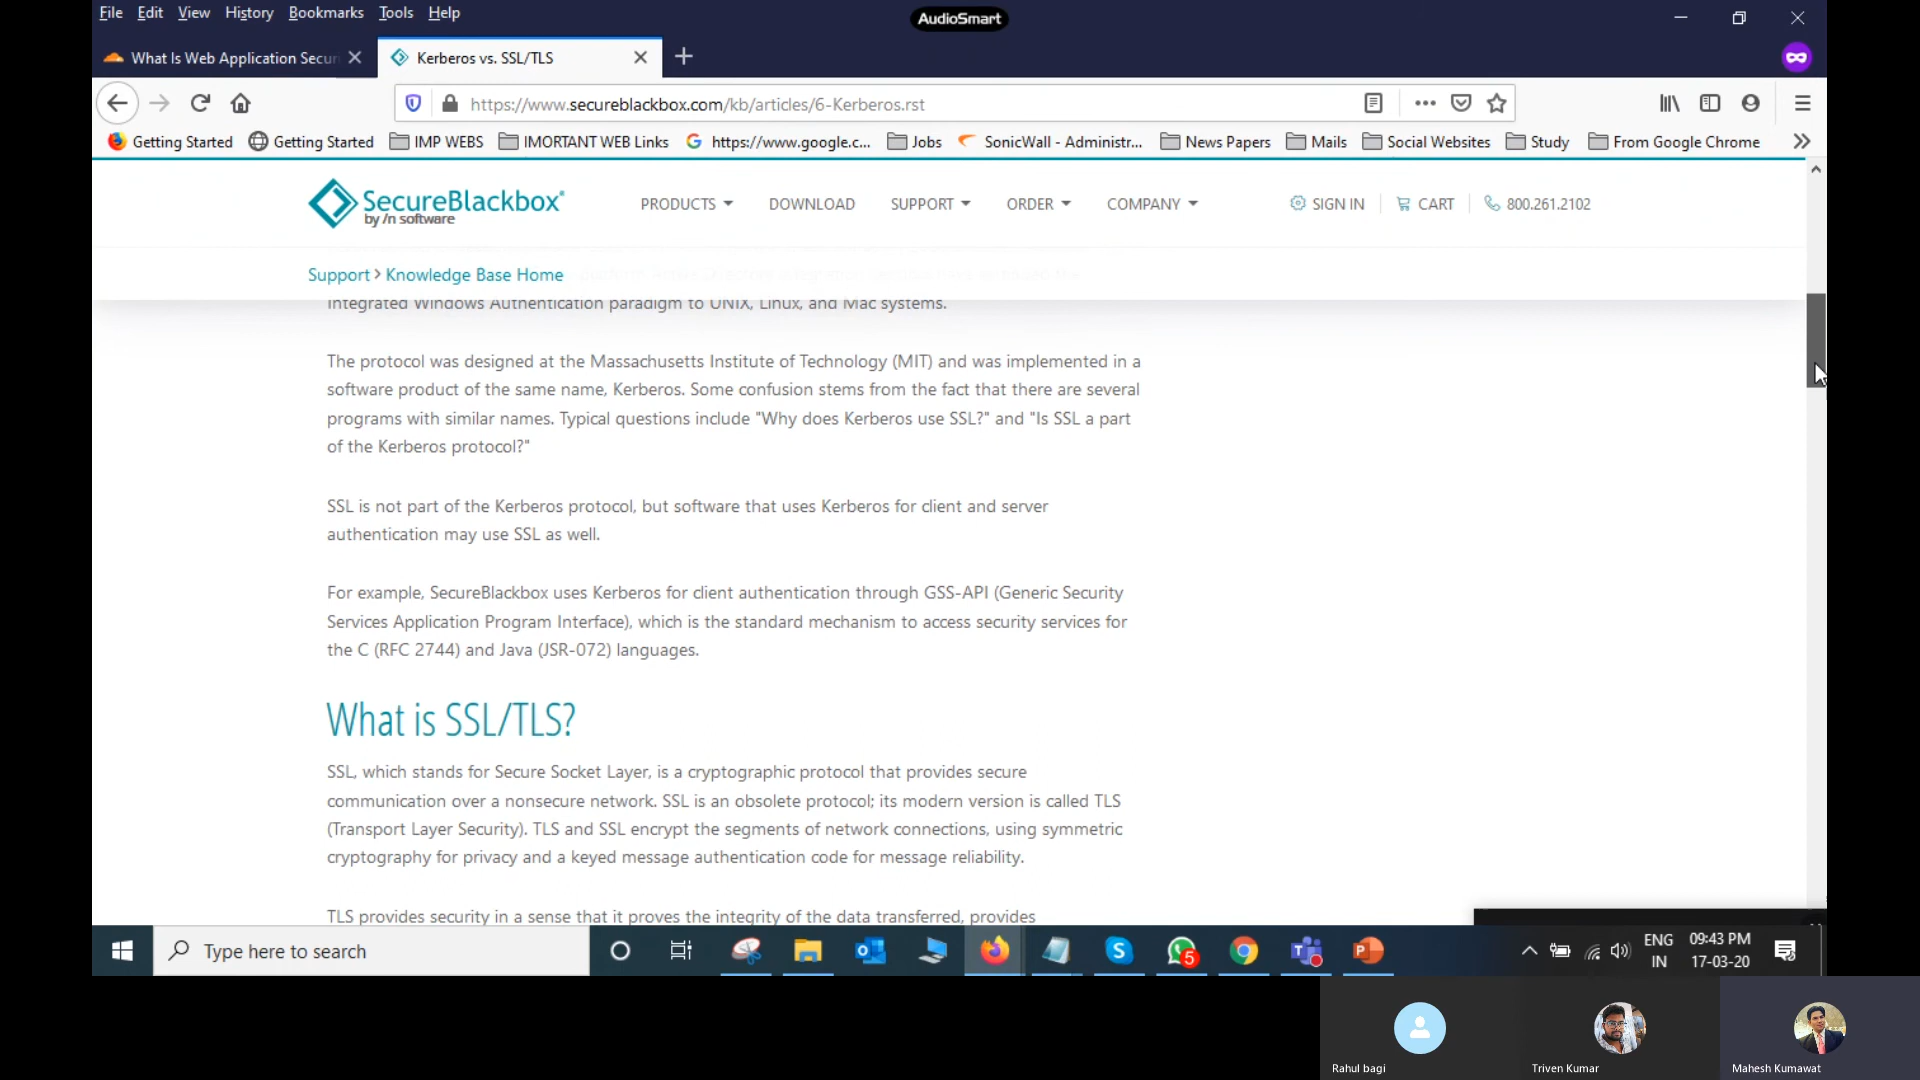 File Edit View History Bookmarks Tools Help
AudioSmart
What Is Web Application Secur
Kerberos vs. SSL/TLS
https://www.secureblackbox.com/kb/articles/6-Kerberos.rst
Getting Started Getting Started IMP WEBS IMORTANT WEB Links https://www.google.c... Jobs SonicWall - Administr... News Papers Mails Social Websites Study From Google Chrome
SecureBlackbox®
by /n software
PRODUCTS DOWNLOAD SUPPORT ORDER COMPANY SIGN IN CART 800.261.2102
Support > Knowledge Base Home
Integrated Windows Authentication paradigm to UNIX, Linux, and Mac systems.
The protocol was designed at the Massachusetts Institute of Technology (MIT) and was implemented in a
software product of the same name, Kerberos. Some confusion stems from the fact that there are several
programs with similar names. Typical questions include "Why does Kerberos use SSL?" and "Is SSL a part
of the Kerberos protocol?"
SSL is not part of the Kerberos protocol, but software that uses Kerberos for client and server
authentication may use SSL as well.
For example, SecureBlackbox uses Kerberos for client authentication through GSS-API (Generic Security
Services Application Program Interface), which is the standard mechanism to access security services for
the C (RFC 2744) and Java (JSR-072) languages.
What is SSL/TLS?
SSL, which stands for Secure Socket Layer, is a cryptographic protocol that provides secure
communication over a nonsecure network. SSL is an obsolete protocol; its modern version is called TLS
(Transport Layer Security). TLS and SSL encrypt the segments of network connections, using symmetric
cryptography for privacy and a keyed message authentication code for message reliability.
TLS provides security in a sense that it proves the integrity of the data transferred, provides
Type here to search
5
ENG
IN
09:43 PM
17-03-20
Rahul bagi
Triven Kumar
Mahesh Kumawat